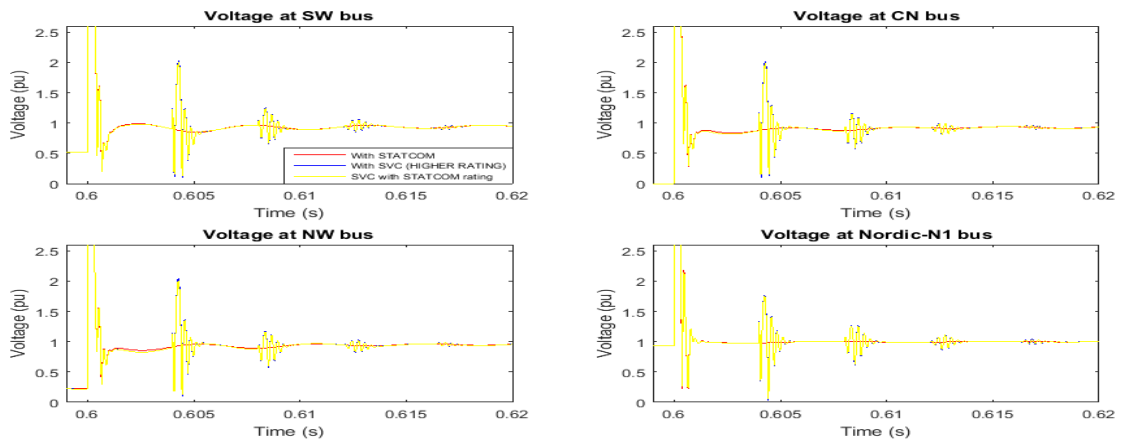 Voltage at SW bus
Voltage (pu)
2.5
2
1.5
1
0.5
0
With STATCOM
With SVC (HIGHER RATING)
SVC with STATCOM rating
0.6 0.605 0.61 0.615 0.62
Time (s)
Voltage at CN bus
Voltage (pu)
2.5
2
1.5
1
0.5
0
0.6 0.605 0.61 0.615 0.62
Time (s)
Voltage at NW bus
Voltage (pu)
2.5
2
1.5
1
0.5
0
0.6 0.605 0.61 0.615 0.62
Time (s)
Voltage at Nordic-N1 bus
Voltage (pu)
2.5
2
1.5
1
0.5
0
0.6 0.605 0.61 0.615 0.62
Time (s)